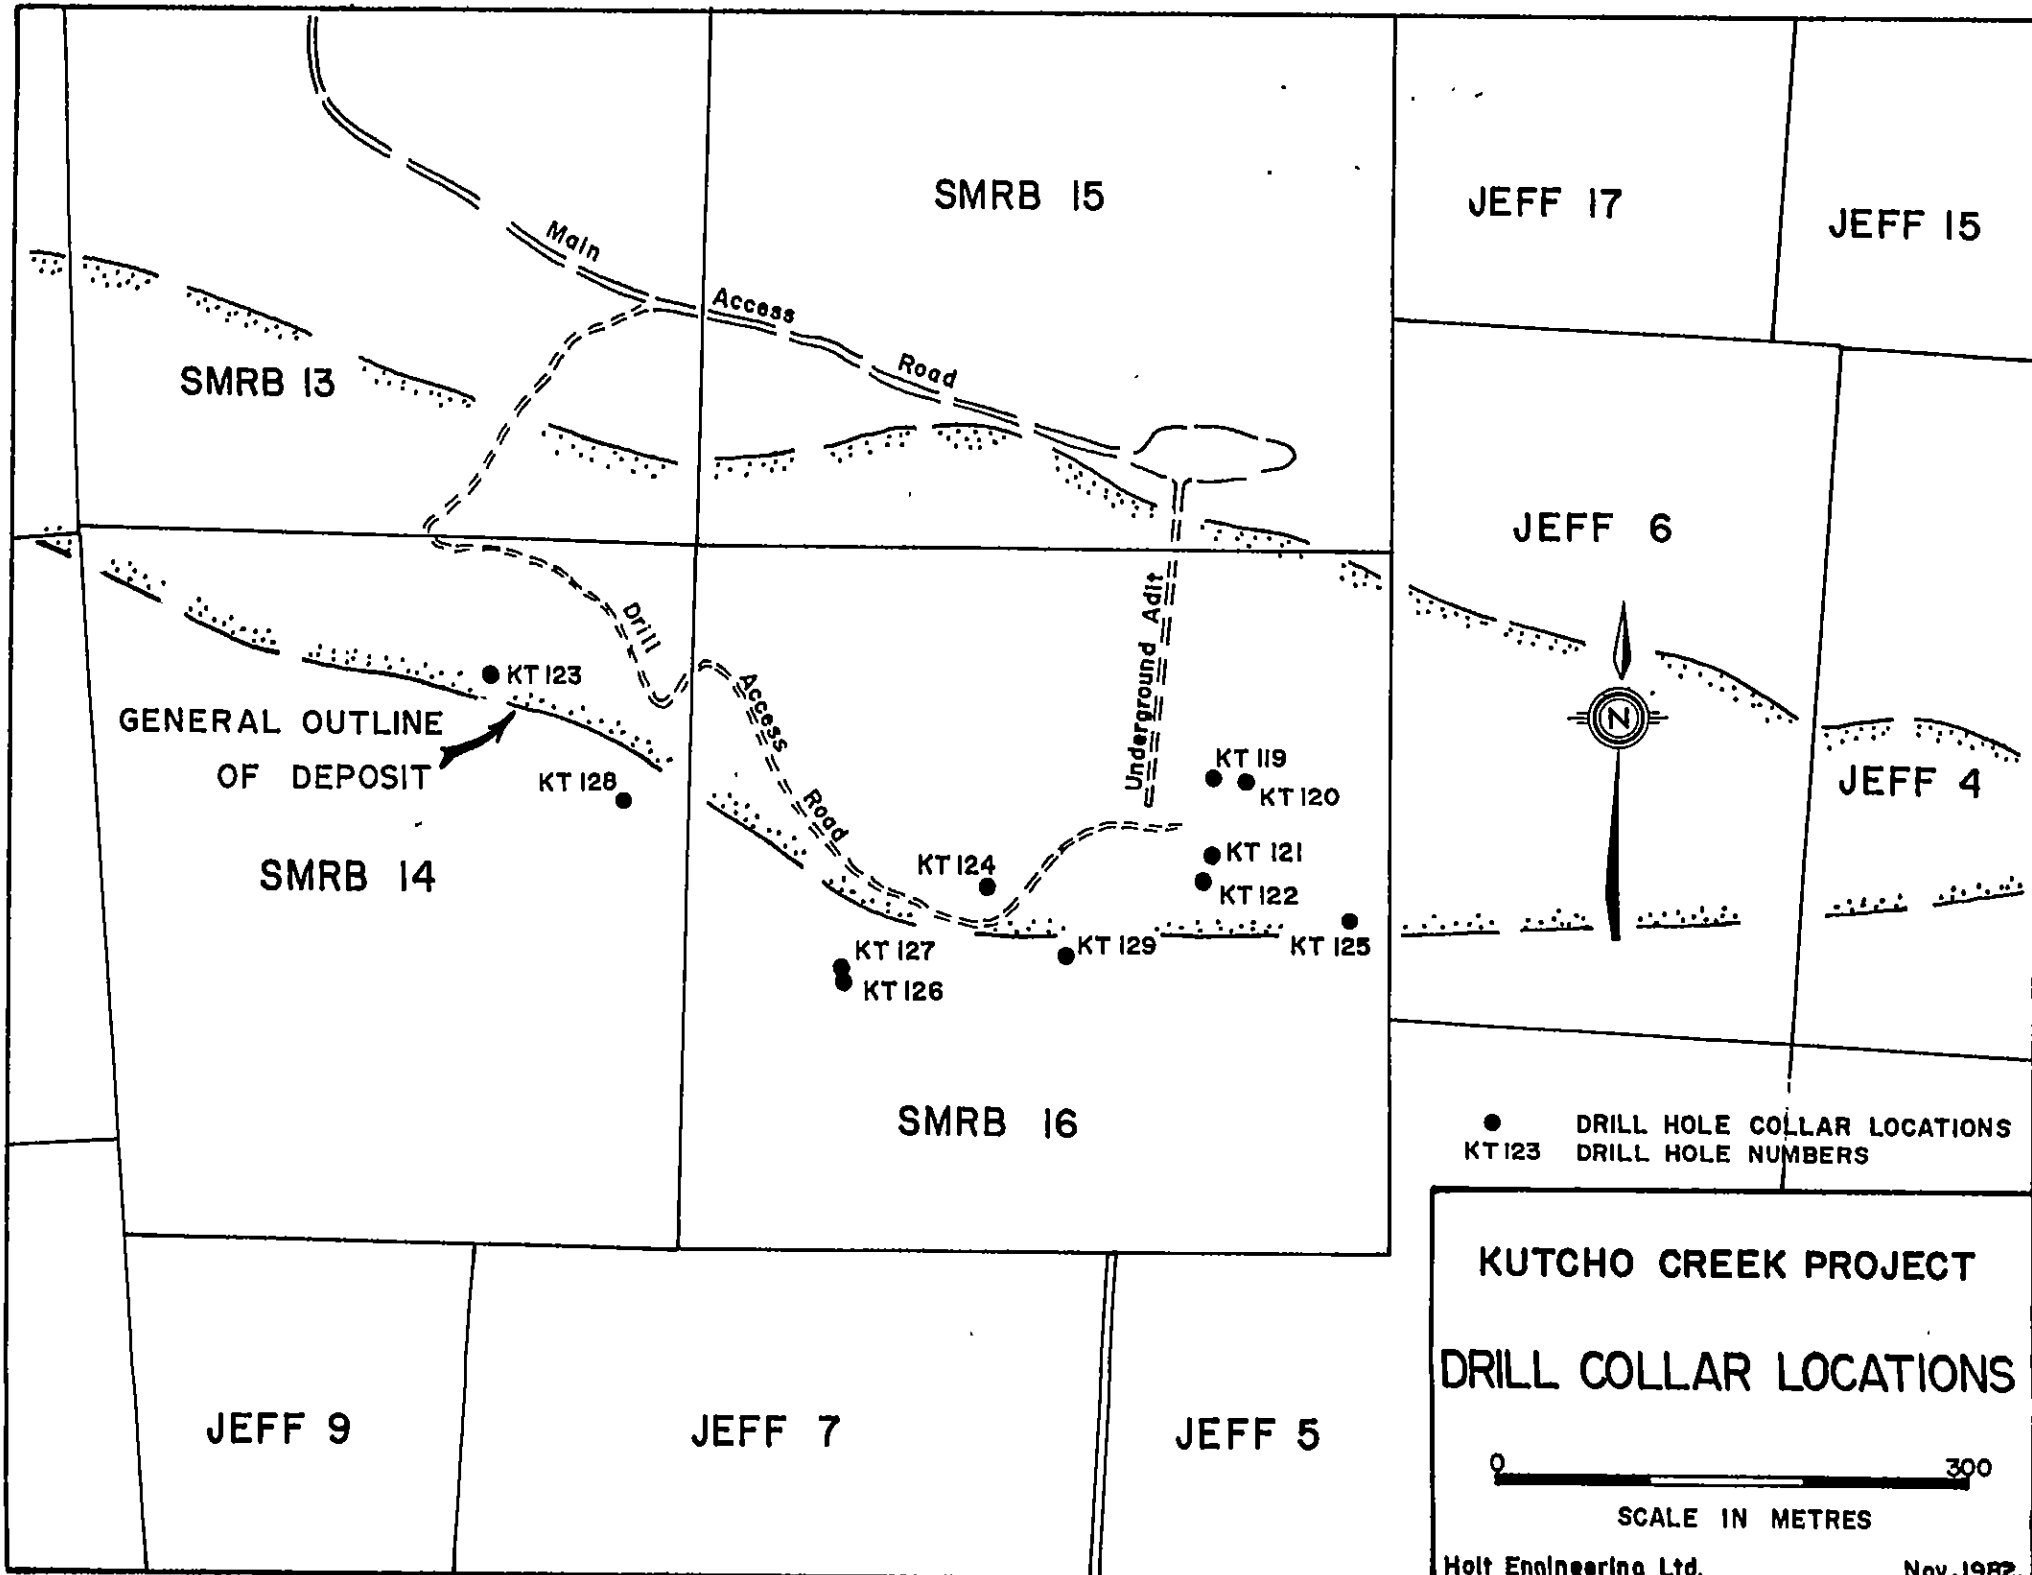 SMRB 15
JEFF 17
JEFF 15
Main
Access
Road
SMRB 13
JEFF 6
Drill
Access
Road
Underground Adit
KT 123
GENERAL OUTLINE
OF DEPOSIT
KT 128
KT 119
KT 120
JEFF 4
SMRB 14
KT 124
KT 121
KT 122
KT 127
KT 126
KT 129
KT 125
N
SMRB 16
DRILL HOLE COLLAR LOCATIONS
KT 123 DRILL HOLE NUMBERS
JEFF 9
JEFF 7
JEFF 5
KUTCHO CREEK PROJECT
DRILL COLLAR LOCATIONS
0 300
SCALE IN METRES
Holt Engineering Ltd. Nov. 1982.